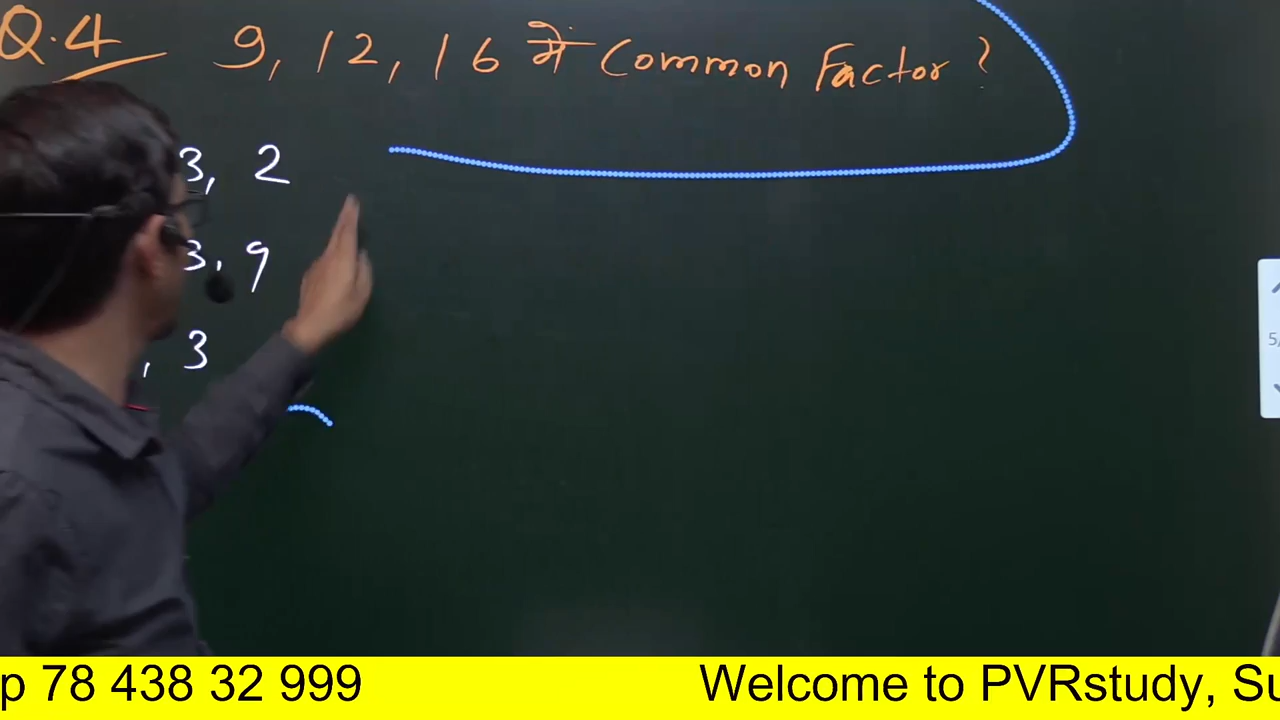 Q.4 9, 12, 16 में Common Factor ?
3, 2
3, 9
, 3
5/
p 78 438 32 999 Welcome to PVRstudy, Su